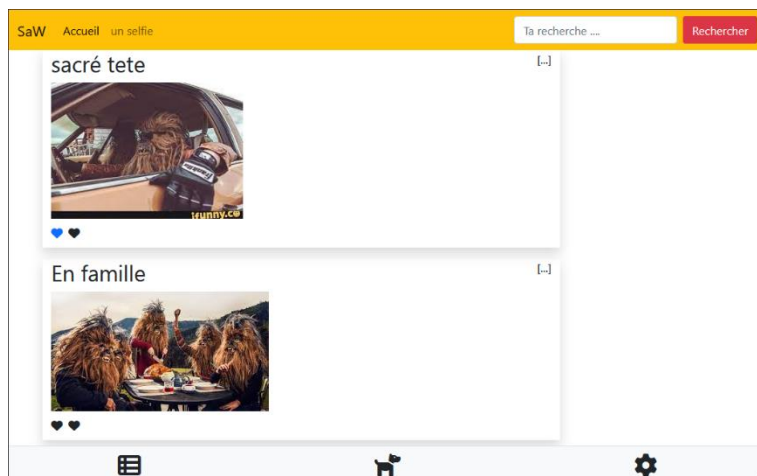 SaW Accueil un selfie Ta recherche .... Rechercher
sacré tete [...]
ifunny.co
En famille [...]